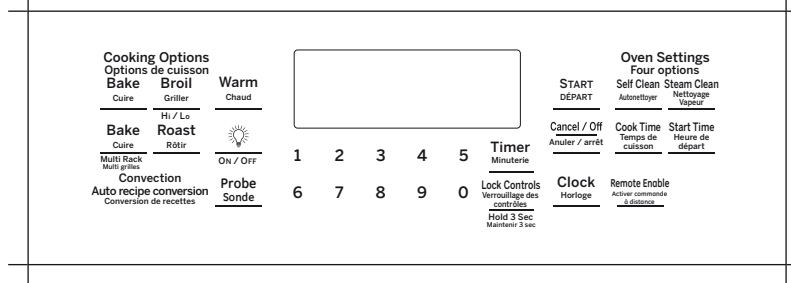 Cooking Options
Options de cuisson
Bake
Cuire
Broil
Griller
Hi / Lo
Warm
Chaud
Bake
Cuire
Multi Rack
Multi grilles
Roast
Rôtir
ON / OFF
Convection
Auto recipe conversion
Conversion de recettes
Probe
Sonde
1 2 3 4 5
6 7 8 9 0
Timer
Minuterie
Lock Controls
Verrouillage des
contrôles
Hold 3 Sec
Maintenir 3 sec
START
DÉPART
Cancel / Off
Anuler / arrêt
Clock
Horloge
Oven Settings
Four options
Self Clean
Autonettoyer
Steam Clean
Nettoyage
Vapeur
Cook Time
Temps de
cuisson
Start Time
Heure de
départ
Remote Enable
Activer commande
à distance